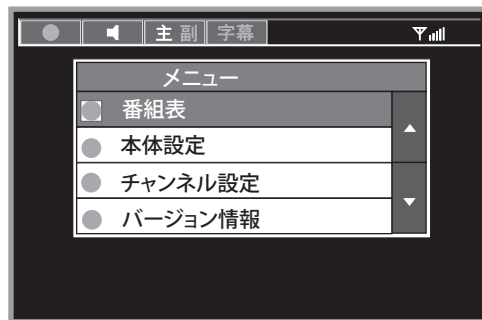 主 副 字幕
メニュー
番組表
本体設定
チャンネル設定
バージョン情報